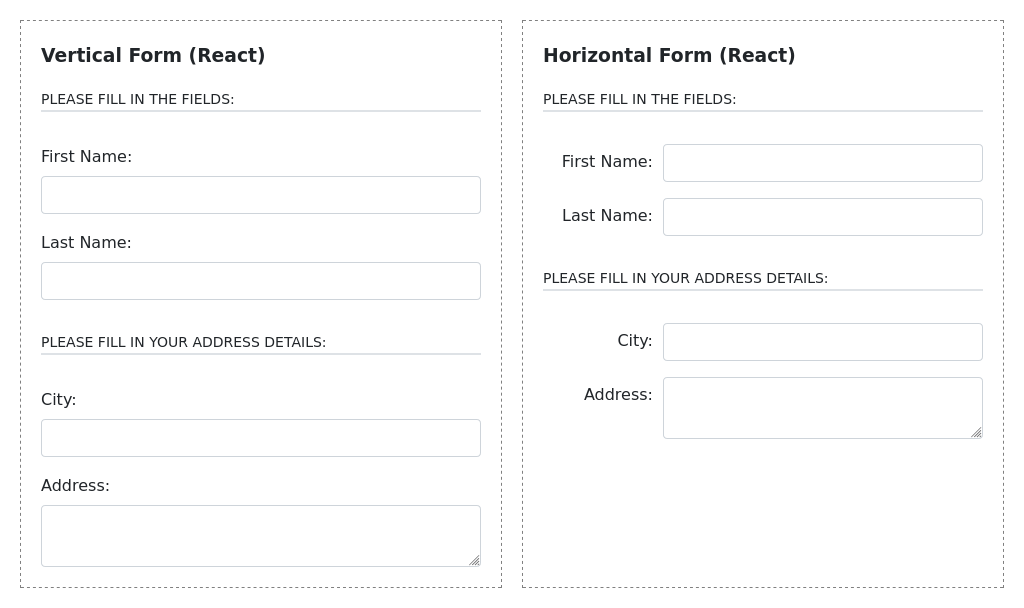 Vertical Form (React)
PLEASE FILL IN THE FIELDS:
First Name:
Last Name:
PLEASE FILL IN YOUR ADDRESS DETAILS:
City:
Address:
Horizontal Form (React)
PLEASE FILL IN THE FIELDS:
First Name:
Last Name:
PLEASE FILL IN YOUR ADDRESS DETAILS:
City:
Address: